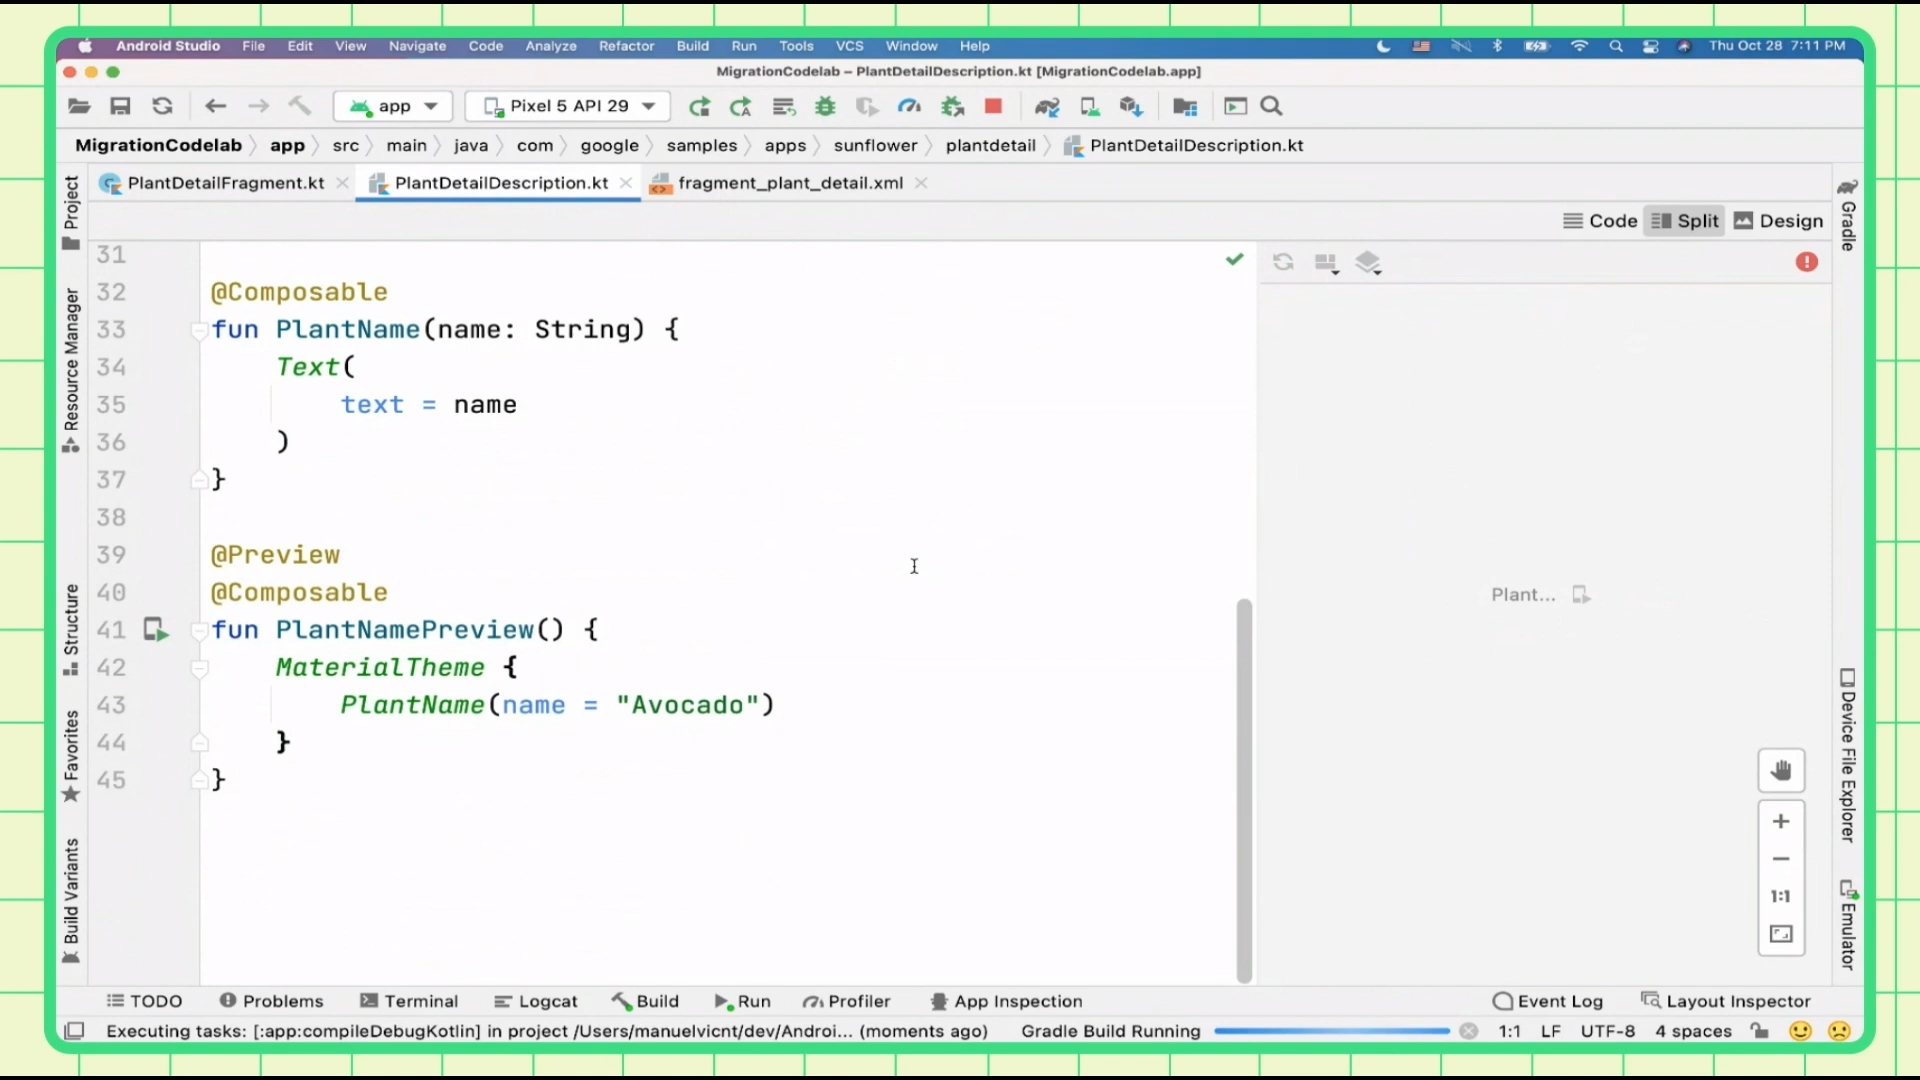 Android Studio File Edit View Navigate Code Analyze Refactor Build Run Tools VCS Window Help Thu Oct 28 7:11 PM
MigrationCodelab – PlantDetailDescription.kt [MigrationCodelab.app]
app Pixel 5 API 29
MigrationCodelab app src main java com google samples apps sunflower plantdetail PlantDetailDescription.kt
PlantDetailFragment.kt PlantDetailDescription.kt fragment_plant_detail.xml
Code Split Design
Project
Resource Manager
Structure
Favorites
Build Variants
31
32 @Composable
33 fun PlantName(name: String) {
34 Text(
35 text = name
36 )
37 }
38
39 @Preview
40 @Composable
41 fun PlantNamePreview() {
42 MaterialTheme {
43 PlantName(name = "Avocado")
44 }
45 }
Plant...
1:1
Gradle
Device File Explorer
Emulator
TODO Problems Terminal Logcat Build Run Profiler App Inspection Event Log Layout Inspector
Executing tasks: [:app:compileDebugKotlin] in project /Users/manuelvicnt/dev/Androi... (moments ago) Gradle Build Running 1:1 LF UTF-8 4 spaces